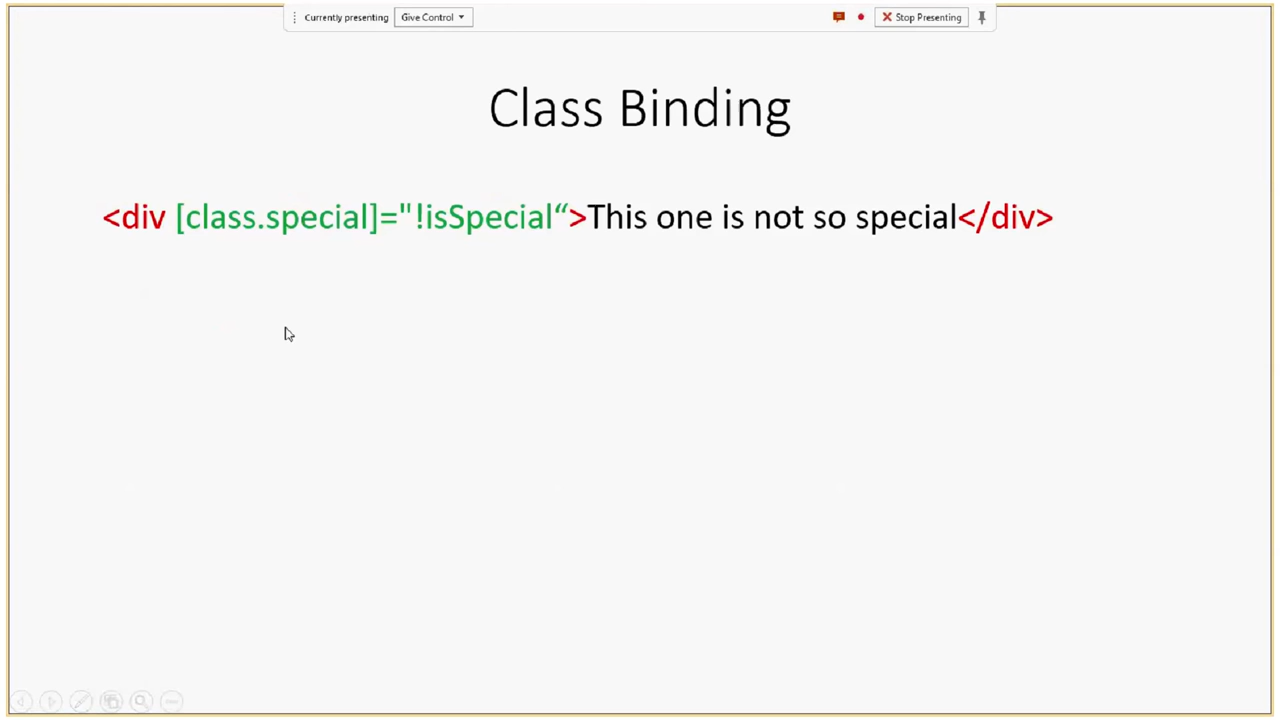 Currently presenting Give Control Stop Presenting
Class Binding
<div [class.special]="!isSpecial“>This one is not so special</div>